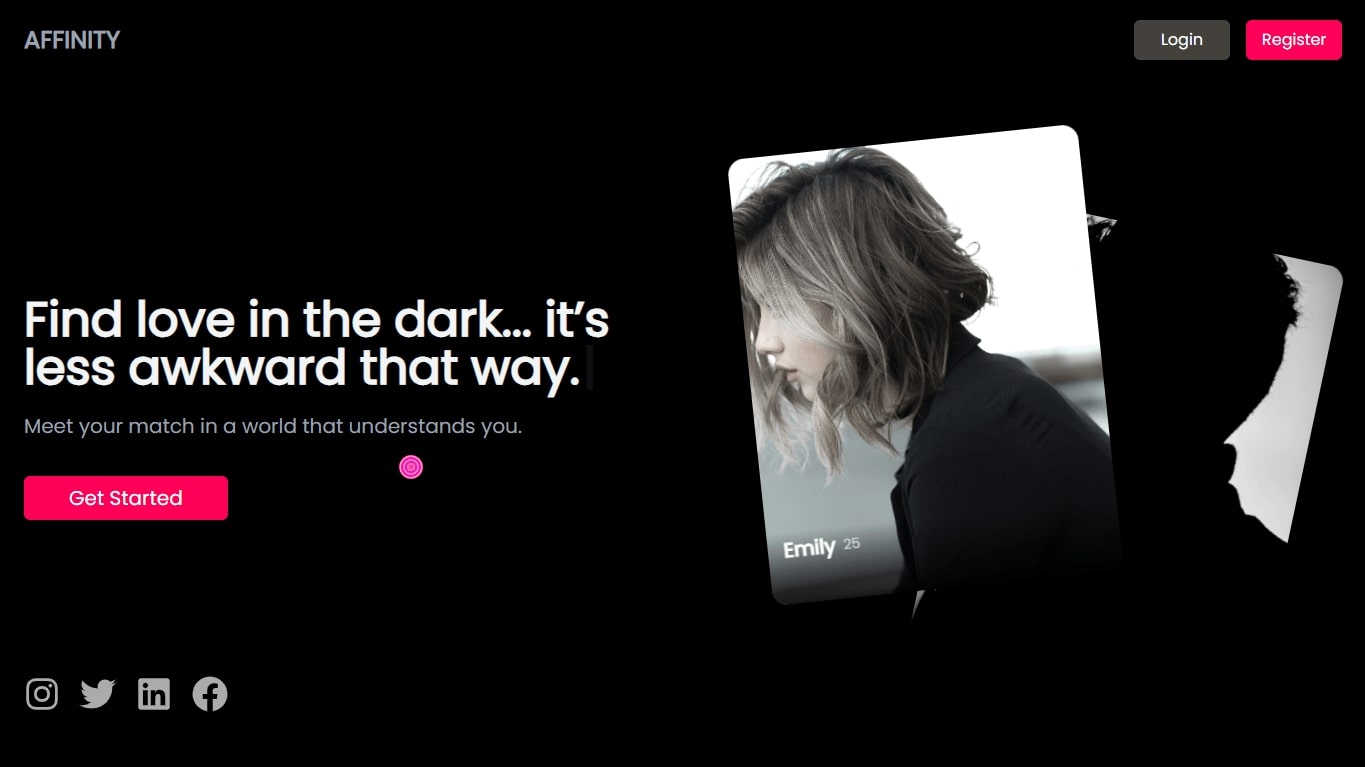 AFFINITY
Login
Register
Find love in the dark... it’s
less awkward that way.
Meet your match in a world that understands you.
Get Started
Emily 25